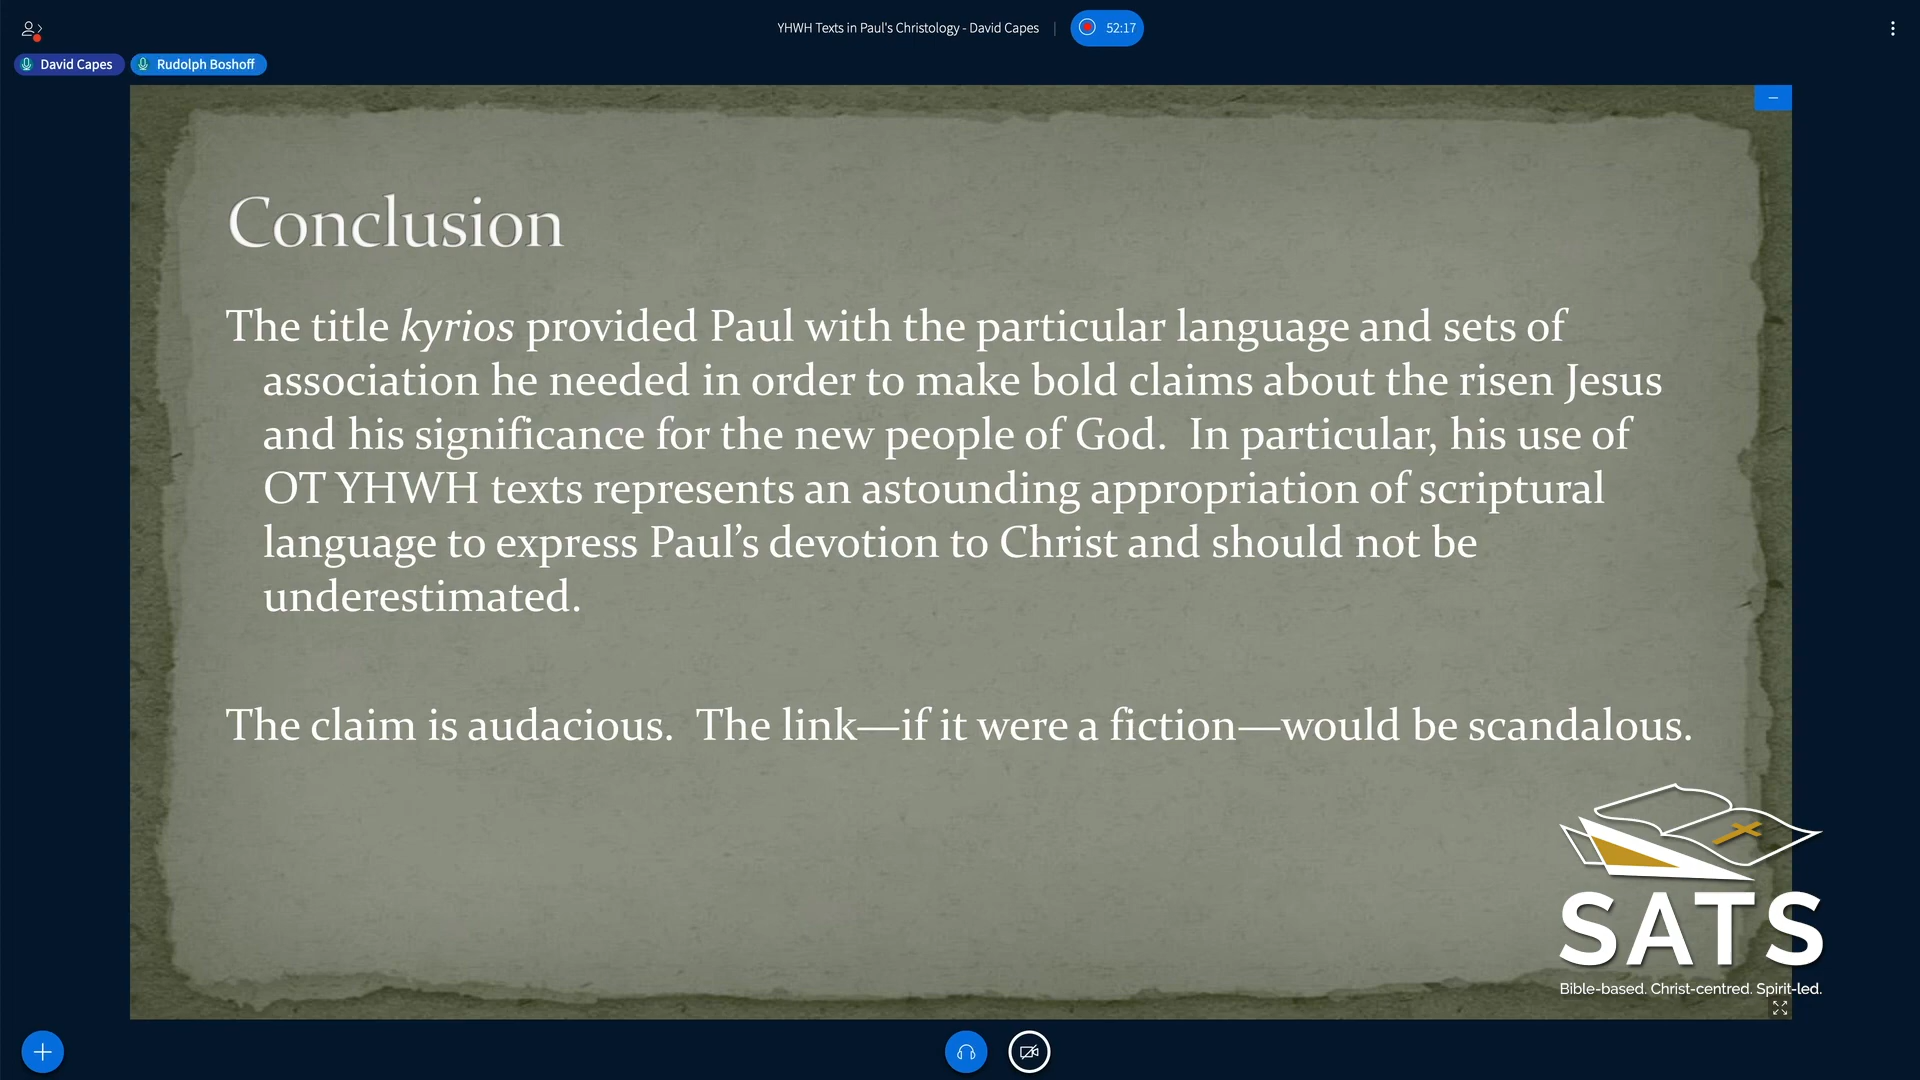 YHWH Texts in Paul's Christology - David Capes | 52:17
David Capes
Rudolph Boshoff
Conclusion
The title kyrios provided Paul with the particular language and sets of
association he needed in order to make bold claims about the risen Jesus
and his significance for the new people of God.  In particular, his use of
OT YHWH texts represents an astounding appropriation of scriptural
language to express Paul’s devotion to Christ and should not be
underestimated.
The claim is audacious.  The link—if it were a fiction—would be scandalous.
SATS
Bible-based. Christ-centred. Spirit-led.